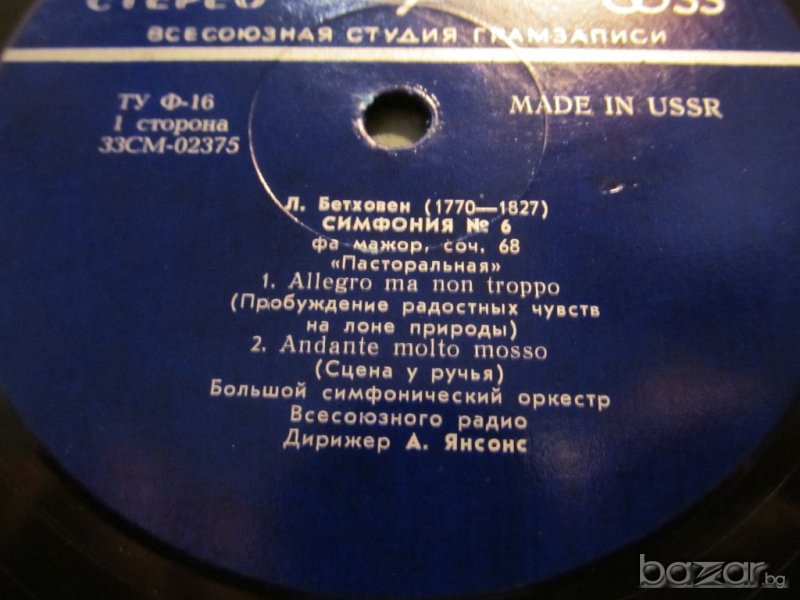 СТЕРЕО
ВСЕСОЮЗНАЯ СТУДИЯ ГРАМЗАПИСИ
ТУ Ф-16
1 сторона
33СМ-02375
MADE IN USSR
Л. Бетховен (1770—1827)
СИМФОНИЯ № 6
фа мажор, соч. 68
«Пасторальная»
1. Allegro ma non troppo
(Пробуждение радостных чувств
на лоне природы)
2. Andante molto mosso
(Сцена у ручья)
Большой симфонический оркестр
Всесоюзного радио
Дирижер А. Янсонс
bazar.bg